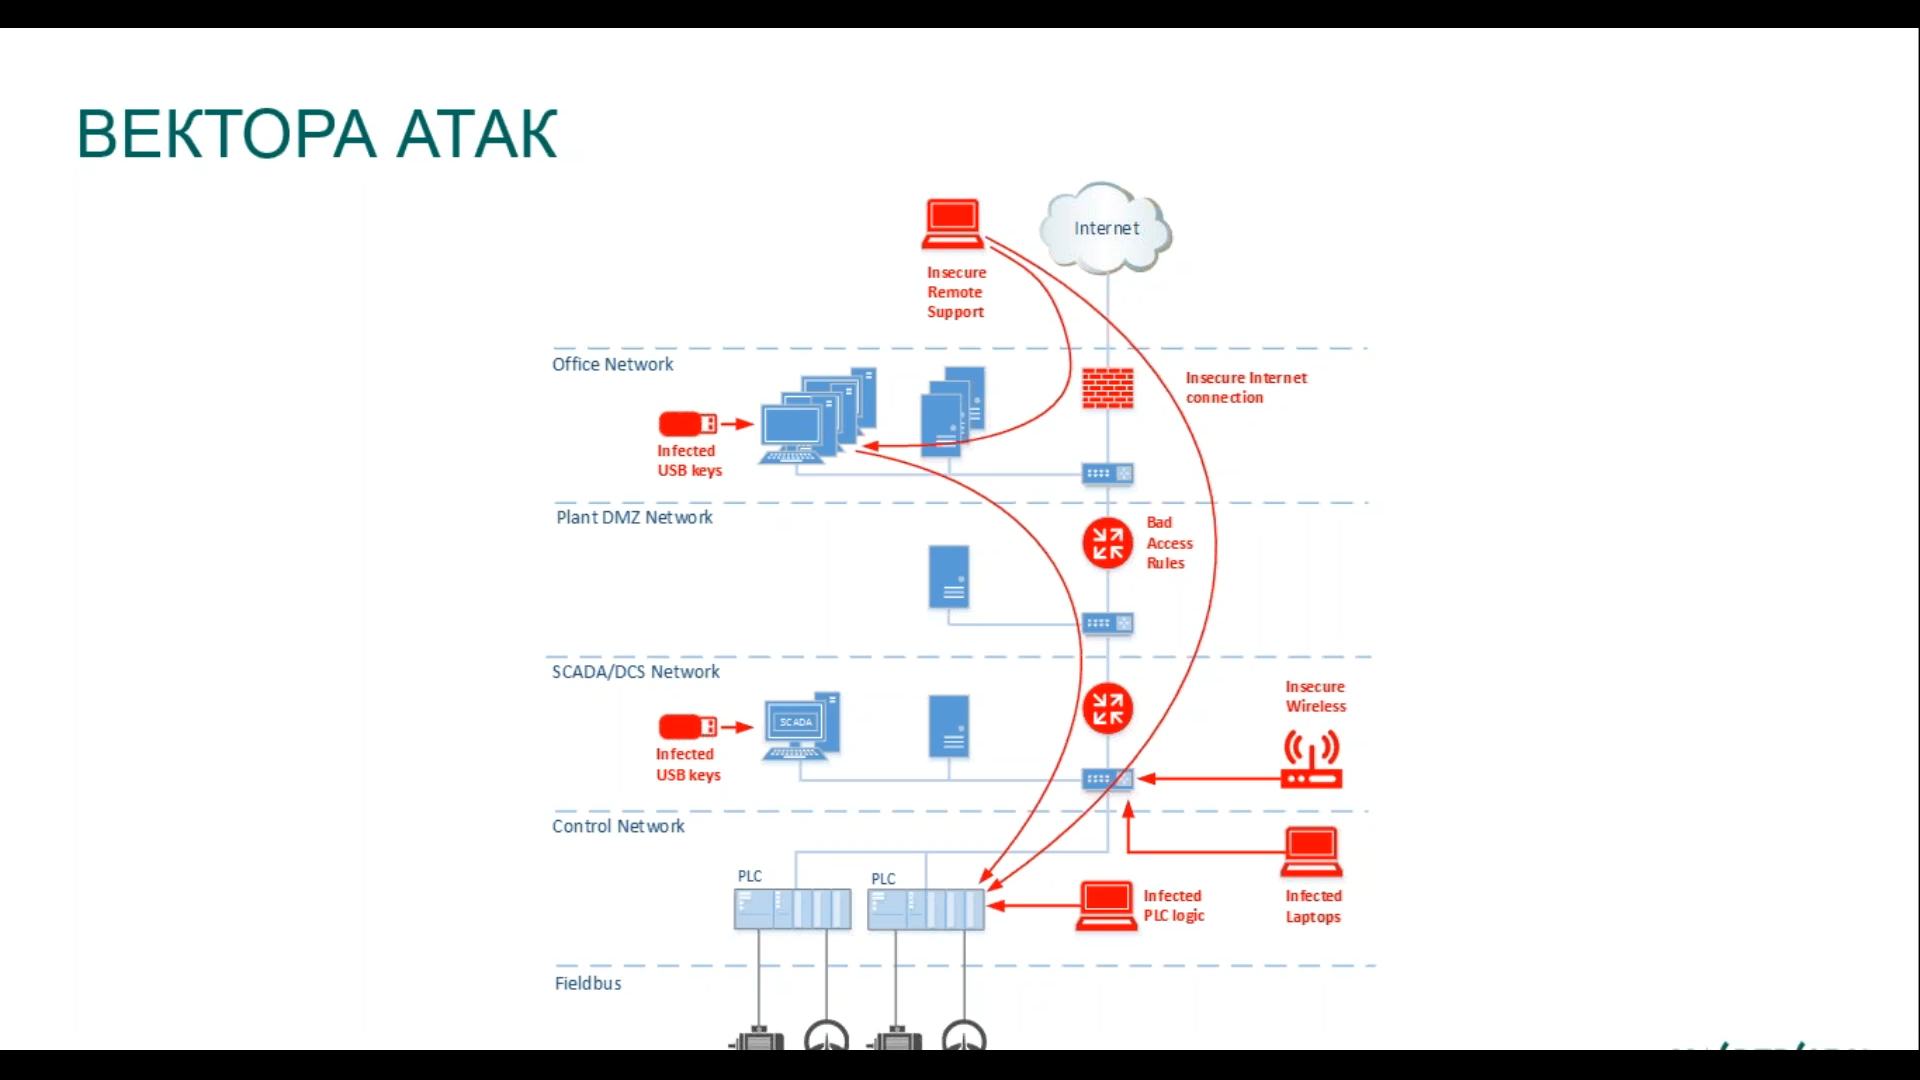 ВЕКТОРА АТАК
Internet
Insecure
Remote
Support
Office Network
Insecure Internet
connection
Infected
USB keys
Plant DMZ Network
Bad
Access
Rules
SCADA/DCS Network
Insecure
Wireless
SCADA
Infected
USB keys
Control Network
PLC
PLC
Infected
PLC logic
Infected
Laptops
Fieldbus